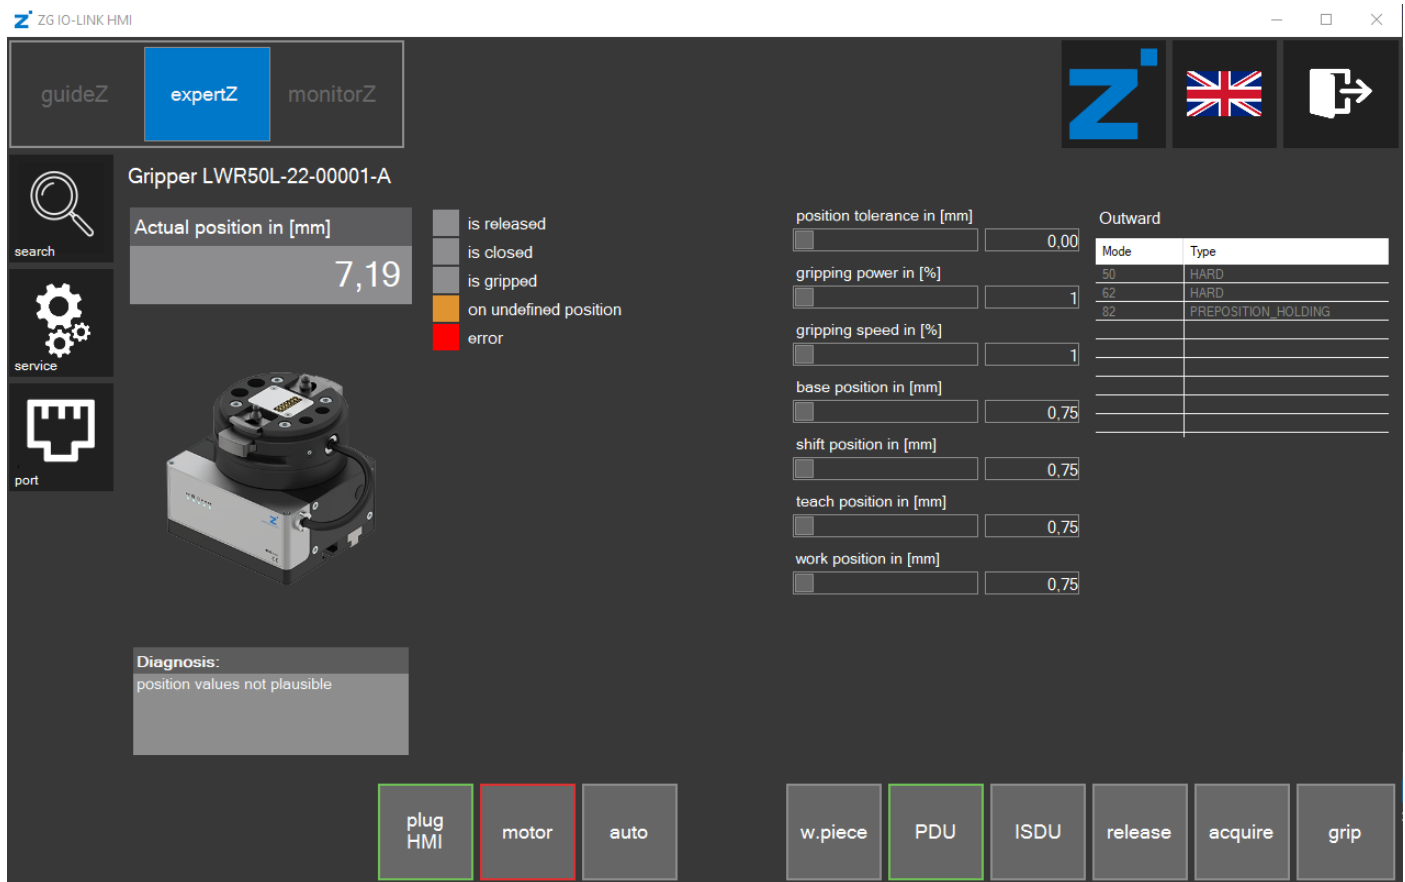 ZG IO-LINK HMI
guideZ
expertZ
monitorZ
search
service
port
Gripper LWR50L-22-00001-A
Actual position in [mm]
7,19
is released
is closed
is gripped
on undefined position
error
position tolerance in [mm]
0,00
gripping power in [%]
1
gripping speed in [%]
1
base position in [mm]
0,75
shift position in [mm]
0,75
teach position in [mm]
0,75
work position in [mm]
0,75
Outward
Mode Type
50 HARD
62 HARD
82 PREPOSITION_HOLDING
Diagnosis:
position values not plausible
plug
HMI
motor
auto
w.piece
PDU
ISDU
release
acquire
grip